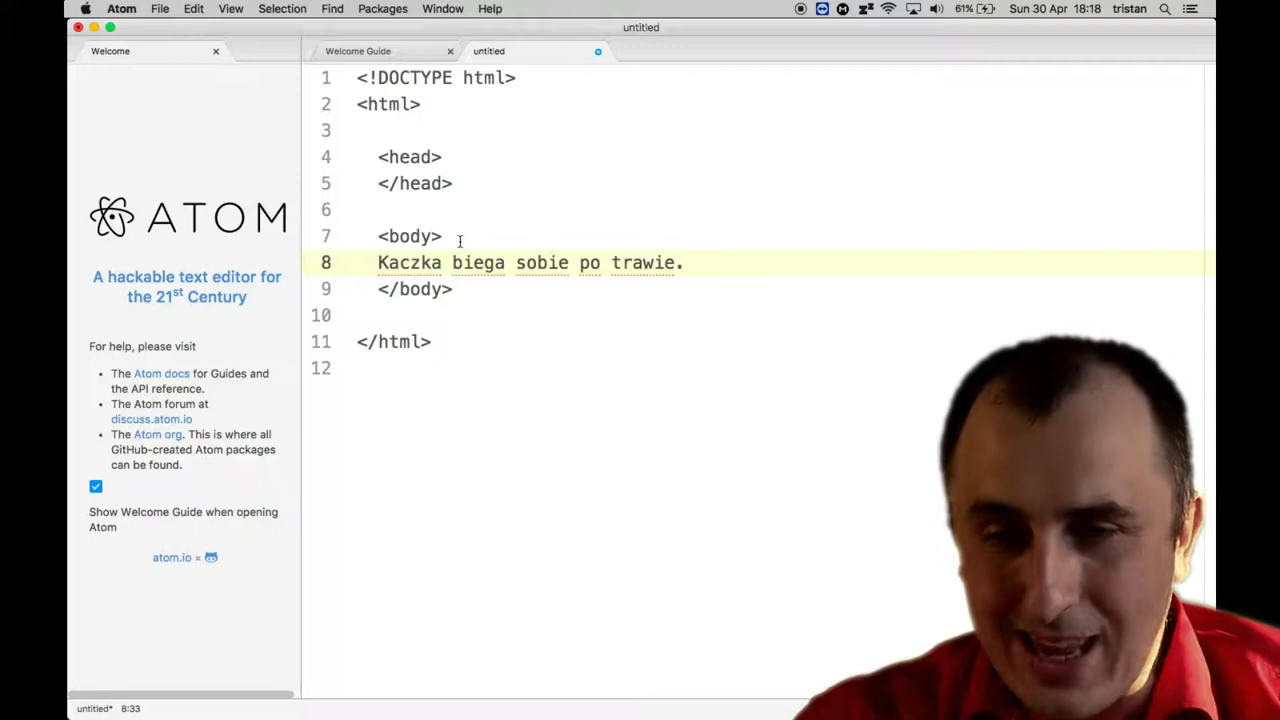 Atom File Edit View Selection Find Packages Window Help 61% Sun 30 Apr 18:18 tristan
untitled
Welcome
Welcome Guide
untitled
ATOM
A hackable text editor for
the 21st Century
For help, please visit
The Atom docs for Guides and
the API reference.
The Atom forum at
discuss.atom.io
The Atom org. This is where all
GitHub-created Atom packages
can be found.
Show Welcome Guide when opening
Atom
atom.io ×
1 <!DOCTYPE html>
2 <html>
3
4 <head>
5 </head>
6
7 <body>
8 Kaczka biega sobie po trawie.
9 </body>
10
11 </html>
12
untitled* 8:33